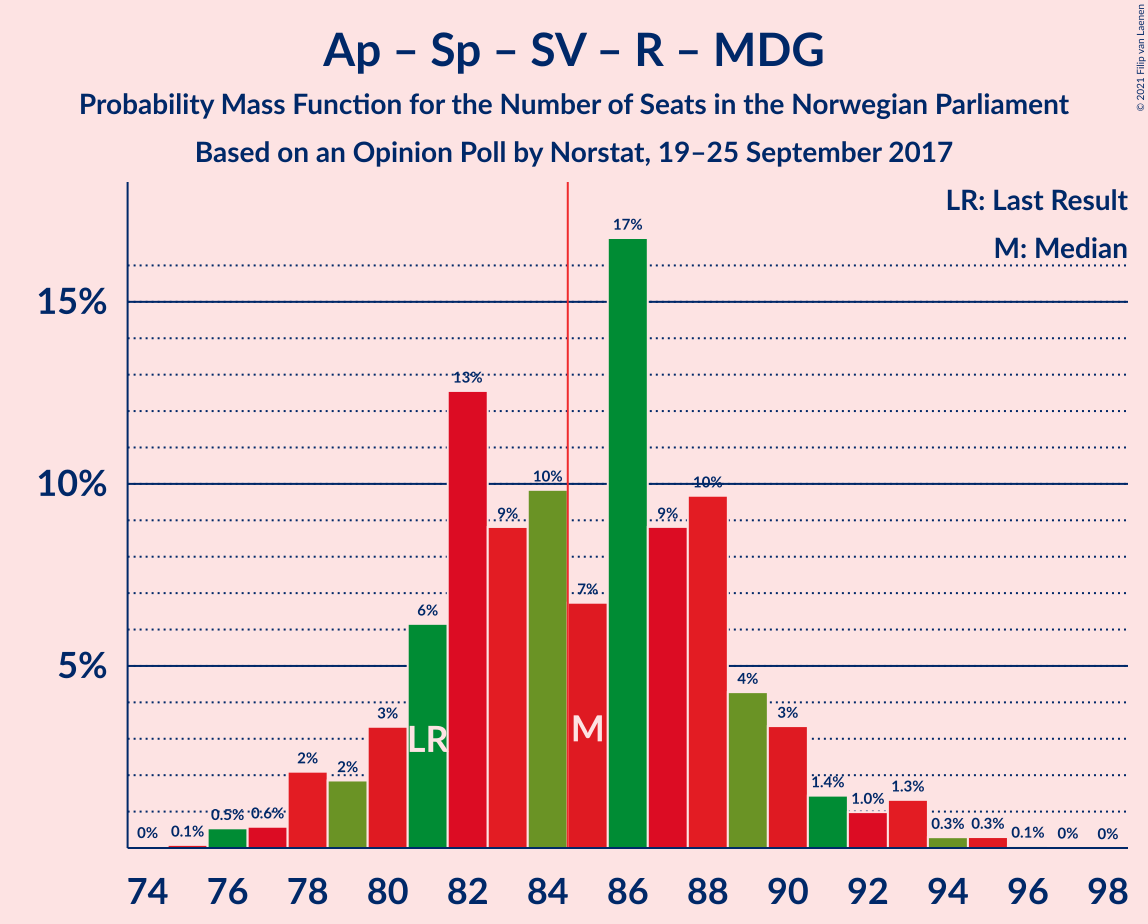 Ap – Sp – SV – R – MDG
Probability Mass Function for the Number of Seats in the Norwegian Parliament
Based on an Opinion Poll by Norstat, 19–25 September 2017
© 2021 Filip van Laenen
LR: Last Result
M: Median
15%
10%
5%
0% 0.1% 0.5% 0.6% 2% 2% 3% 6% 13% 9% 10% 7% 17% 9% 10% 4% 3% 1.4% 1.0% 1.3% 0.3% 0.3% 0.1% 0% 0%
LR M
74 76 78 80 82 84 86 88 90 92 94 96 98